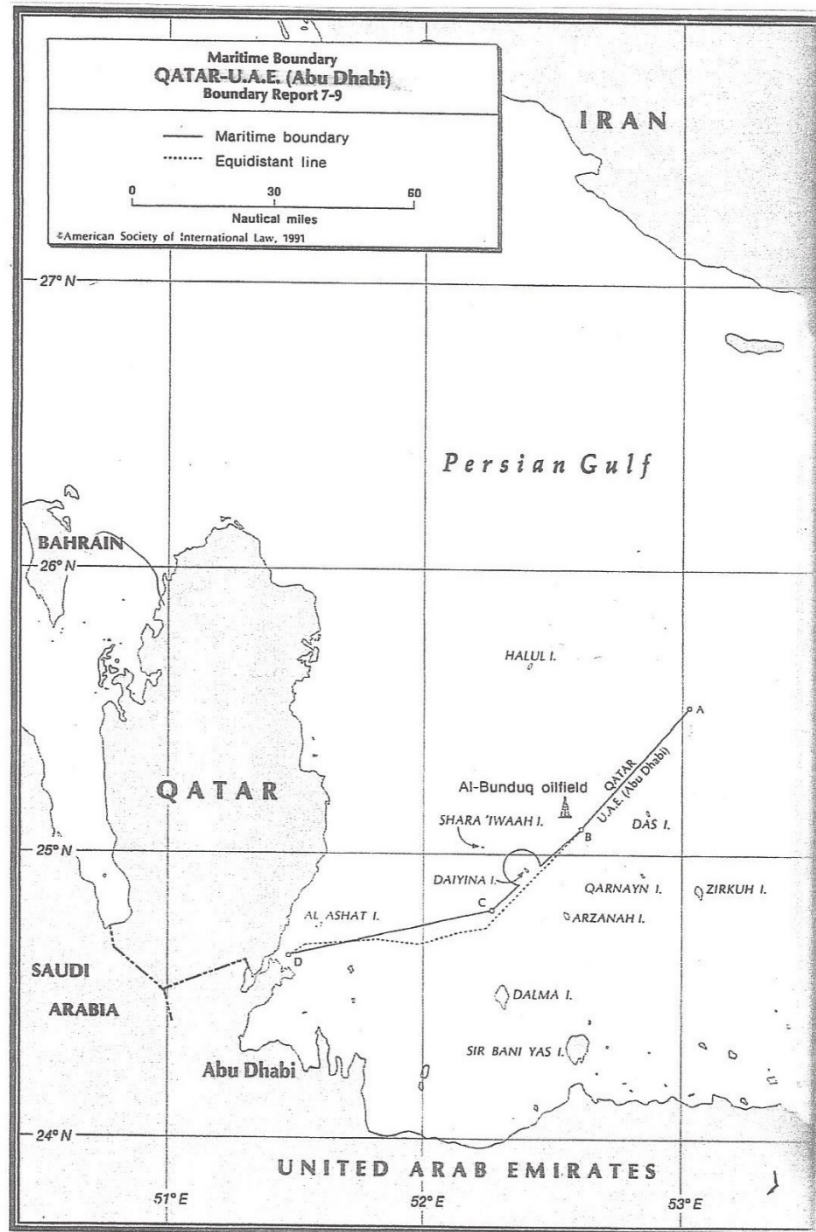 Maritime Boundary
QATAR-U.A.E. (Abu Dhabi)
Boundary Report 7-9
Maritime boundary
Equidistant line
0 30 60
Nautical miles
©American Society of International Law, 1991
IRAN
27° N
Persian Gulf
BAHRAIN
26° N
HALUL I.
A
QATAR
U.A.E. (Abu Dhabi)
QATAR
Al-Bunduq oilfield
SHARA 'IWAAH I.
B
DAS I.
25° N
DAIYINA I.
QARNAYN I.
ZIRKUH I.
C
AL ASHAT I.
ARZANAH I.
D
SAUDI
ARABIA
DALMA I.
SIR BANI YAS I.
Abu Dhabi
24° N
UNITED ARAB EMIRATES
51° E
52° E
53° E